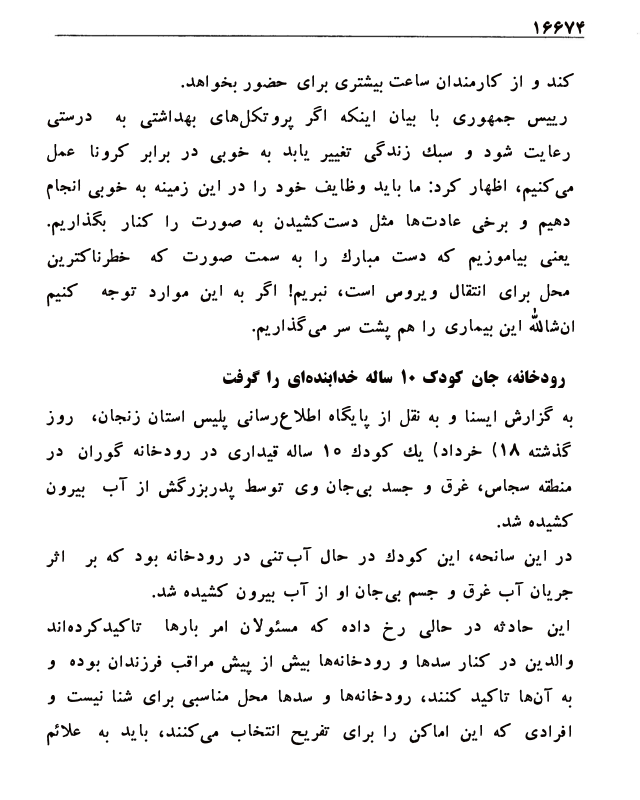 ۱۶۶۷۴
کند و از کارمندان ساعت بیشتری برای حضور بخواهد.
رییس جمهوری با بیان اینکه اگر پروتکل‌های بهداشتی به درستی
رعایت شود و سبك زندگی تغییر یابد به خوبی در برابر کرونا عمل
می‌کنیم، اظهار کرد: ما باید وظایف خود را در این زمینه به خوبی انجام
دهیم و برخی عادت‌ها مثل دست‌کشیدن به صورت را کنار بگذاریم.
یعنی بیاموزیم که دست مبارك را به سمت صورت که خطرناکترین
محل برای انتقال ویروس است، نبریم! اگر به این موارد توجه کنیم
ان‌شاالله این بیماری را هم پشت سر می‌گذاریم.
رودخانه، جان کودک ۱۰ ساله خدابنده‌ای را گرفت
به گزارش ایسنا و به نقل از پایگاه اطلاع‌رسانی پلیس استان زنجان، روز
گذشته ۱۸) خرداد) یك کودك ۱۰ ساله قیداری در رودخانه گوران در
منطقه سجاس، غرق و جسد بی‌جان وی توسط پدربزرگش از آب بیرون
کشیده شد.
در این سانحه، این کودك در حال آب‌تنی در رودخانه بود که بر اثر
جریان آب غرق و جسم بی‌جان او از آب بیرون کشیده شد.
این حادثه در حالی رخ داده که مسئولان امر بارها تاکیدکرده‌اند
والدین در کنار سدها و رودخانه‌ها بیش از پیش مراقب فرزندان بوده و
به آن‌ها تاکید کنند، رودخانه‌ها و سدها محل مناسبی برای شنا نیست و
افرادی که این اماکن را برای تفریح انتخاب می‌کنند، باید به علائم